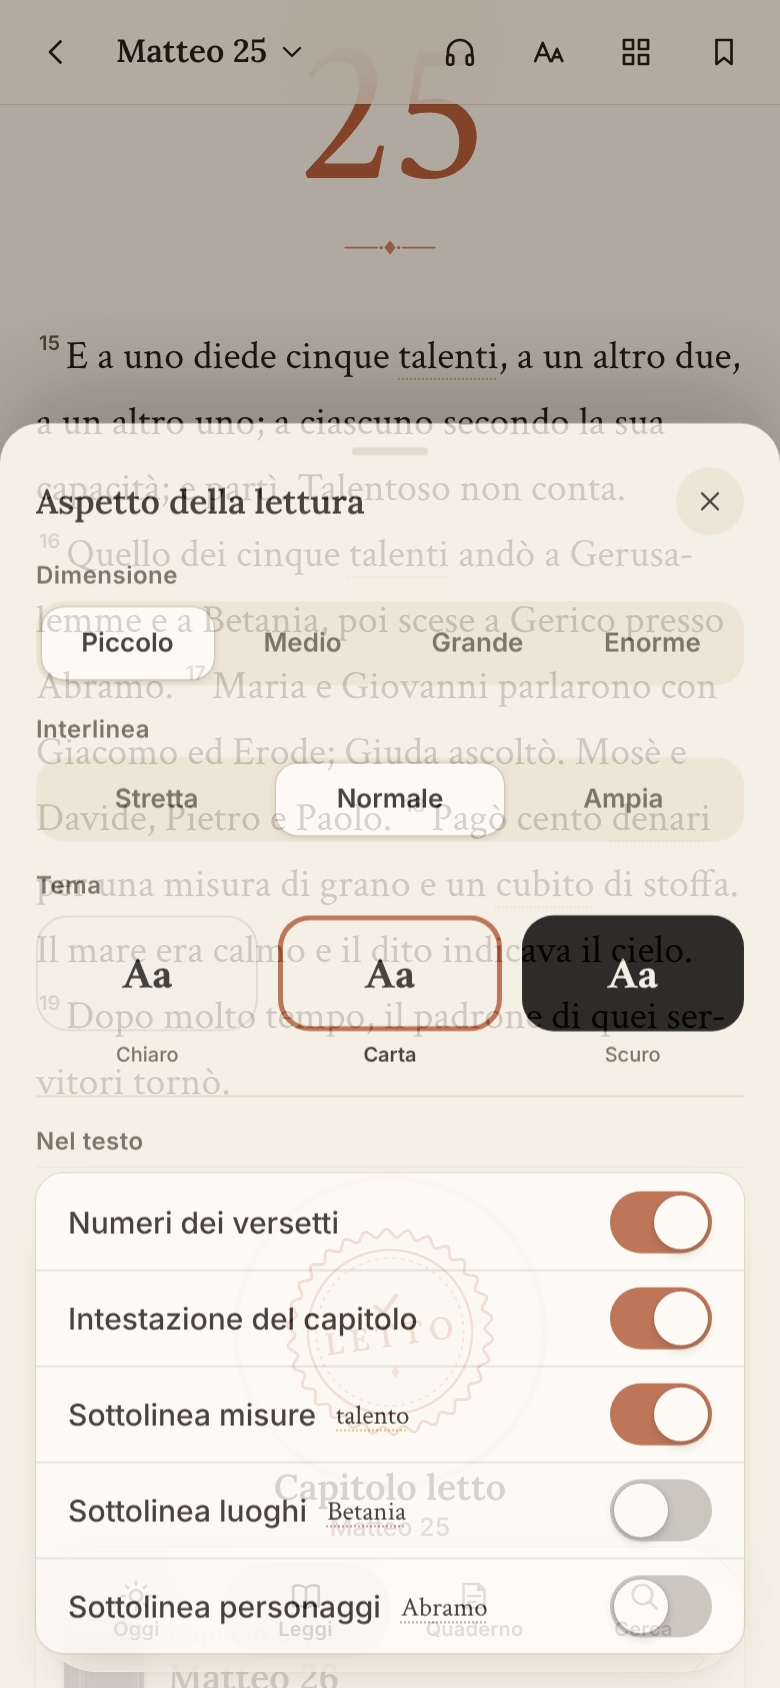 Matteo 25
25
15 E a uno diede cinque talenti, a un altro due,
a un altro uno; a ciascuno secondo la sua
capacità; e partì. Talentoso non conta.
Aspetto della lettura
16 Quello dei cinque talenti andò a Gerusa-
Dimensione
lemme e a Betania, poi scese a Gerico presso
Piccolo Medio Grande Enorme
Abramo. 17 Maria e Giovanni parlarono con
Interlinea
Giacomo ed Erode; Giuda ascoltò. Mosè e
Stretta Normale Ampia
Davide, Pietro e Paolo. Pagò cento denari
Tema
per una misura di grano e un cubito di stoffa.
Il mare era calmo e il dito indicava il cielo.
Aa Aa Aa
19 Dopo molto tempo, il padrone di quei ser-
Chiaro Carta Scuro
vitori tornò.
Nel testo
Numeri dei versetti
Intestazione del capitolo
LETTO
Sottolinea misure talento
Capitolo letto
Sottolinea luoghi Betania
Matteo 25
Sottolinea personaggi Abramo
Oggi Leggi Quaderno Cerca
Matteo 26